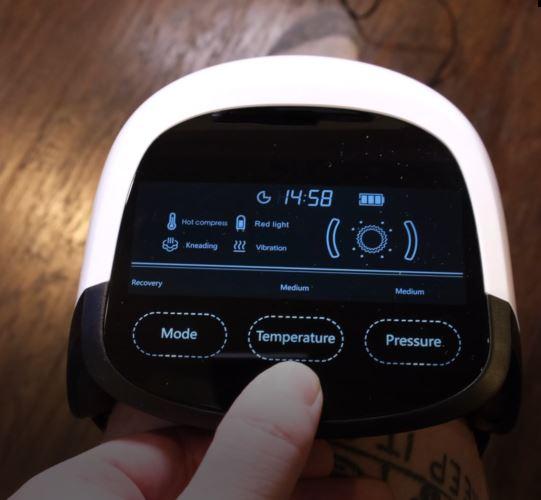 14:58
Hot compress Red light
Kneading Vibration
Recovery Medium Medium
Mode Temperature Pressure